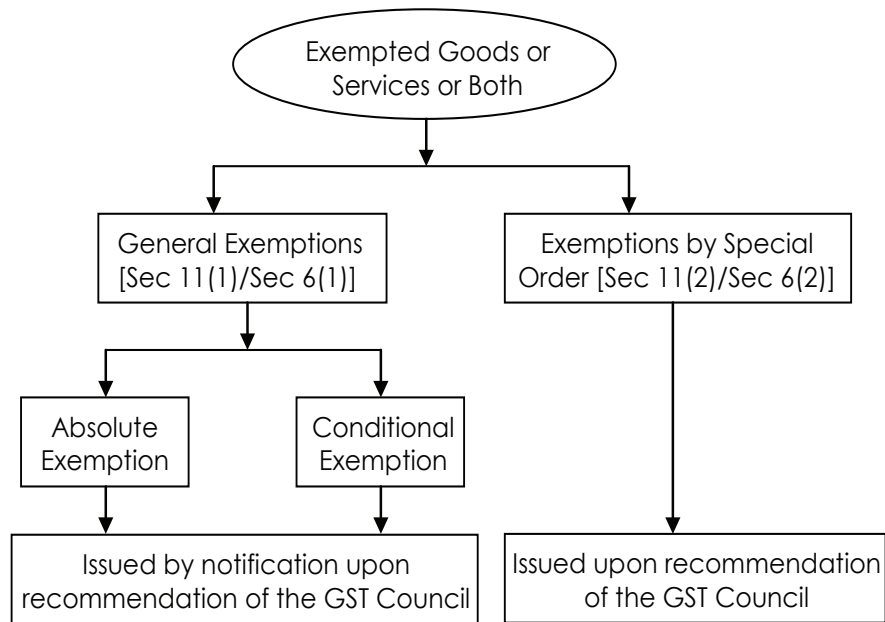 Exempted Goods or
Services or Both
General Exemptions
[Sec 11(1)/Sec 6(1)]
Exemptions by Special
Order [Sec 11(2)/Sec 6(2)]
Absolute
Exemption
Conditional
Exemption
Issued by notification upon
recommendation of the GST Council
Issued upon recommendation
of the GST Council